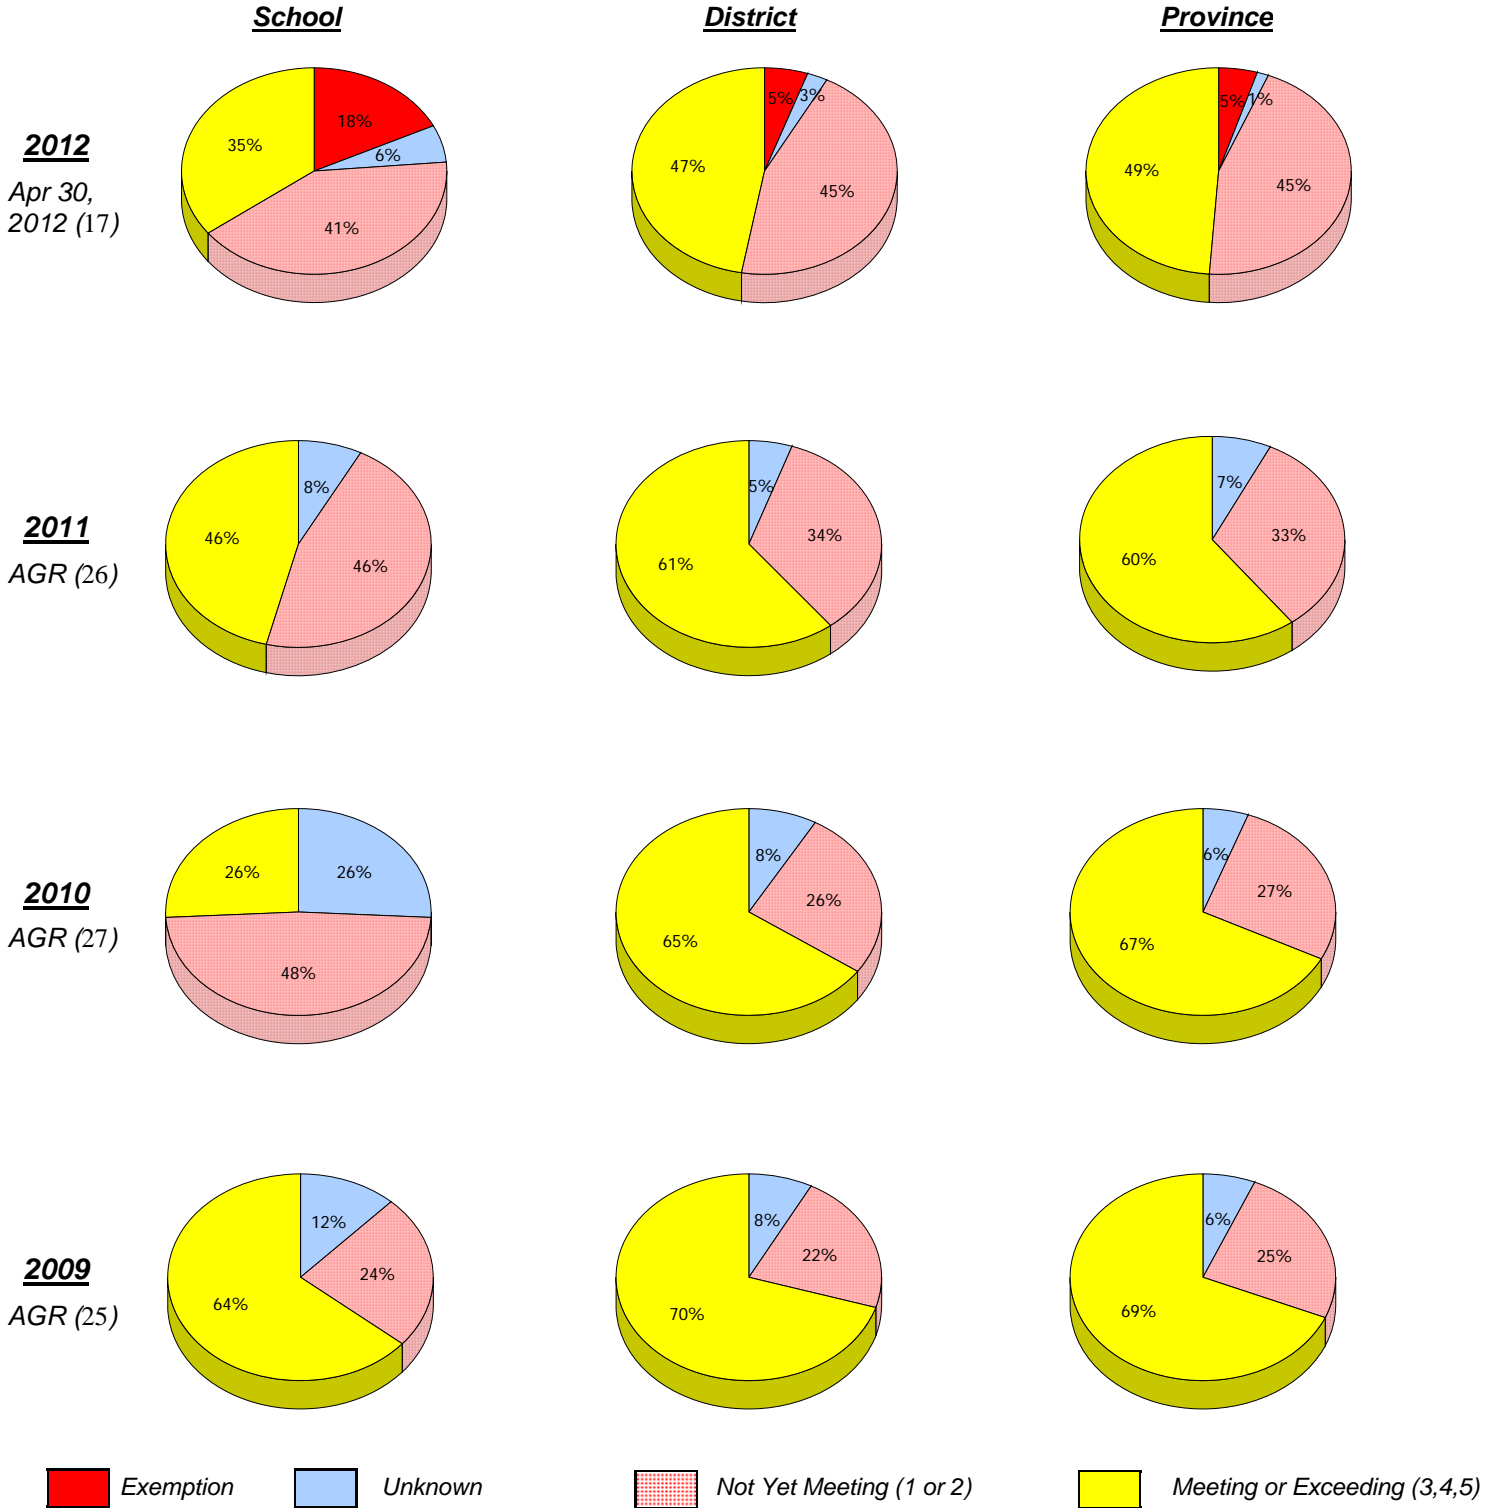 School District Province
2012
Apr 30,
2012 (17)
35% 18% 6% 41%
47% 5% 3% 45%
49% 5% 1% 45%
2011
AGR (26)
46% 8% 46%
61% 5% 34%
60% 7% 33%
2010
AGR (27)
26% 26% 48%
65% 8% 26%
67% 6% 27%
2009
AGR (25)
64% 12% 24%
70% 8% 22%
69% 6% 25%
Exemption Unknown Not Yet Meeting (1 or 2) Meeting or Exceeding (3,4,5)